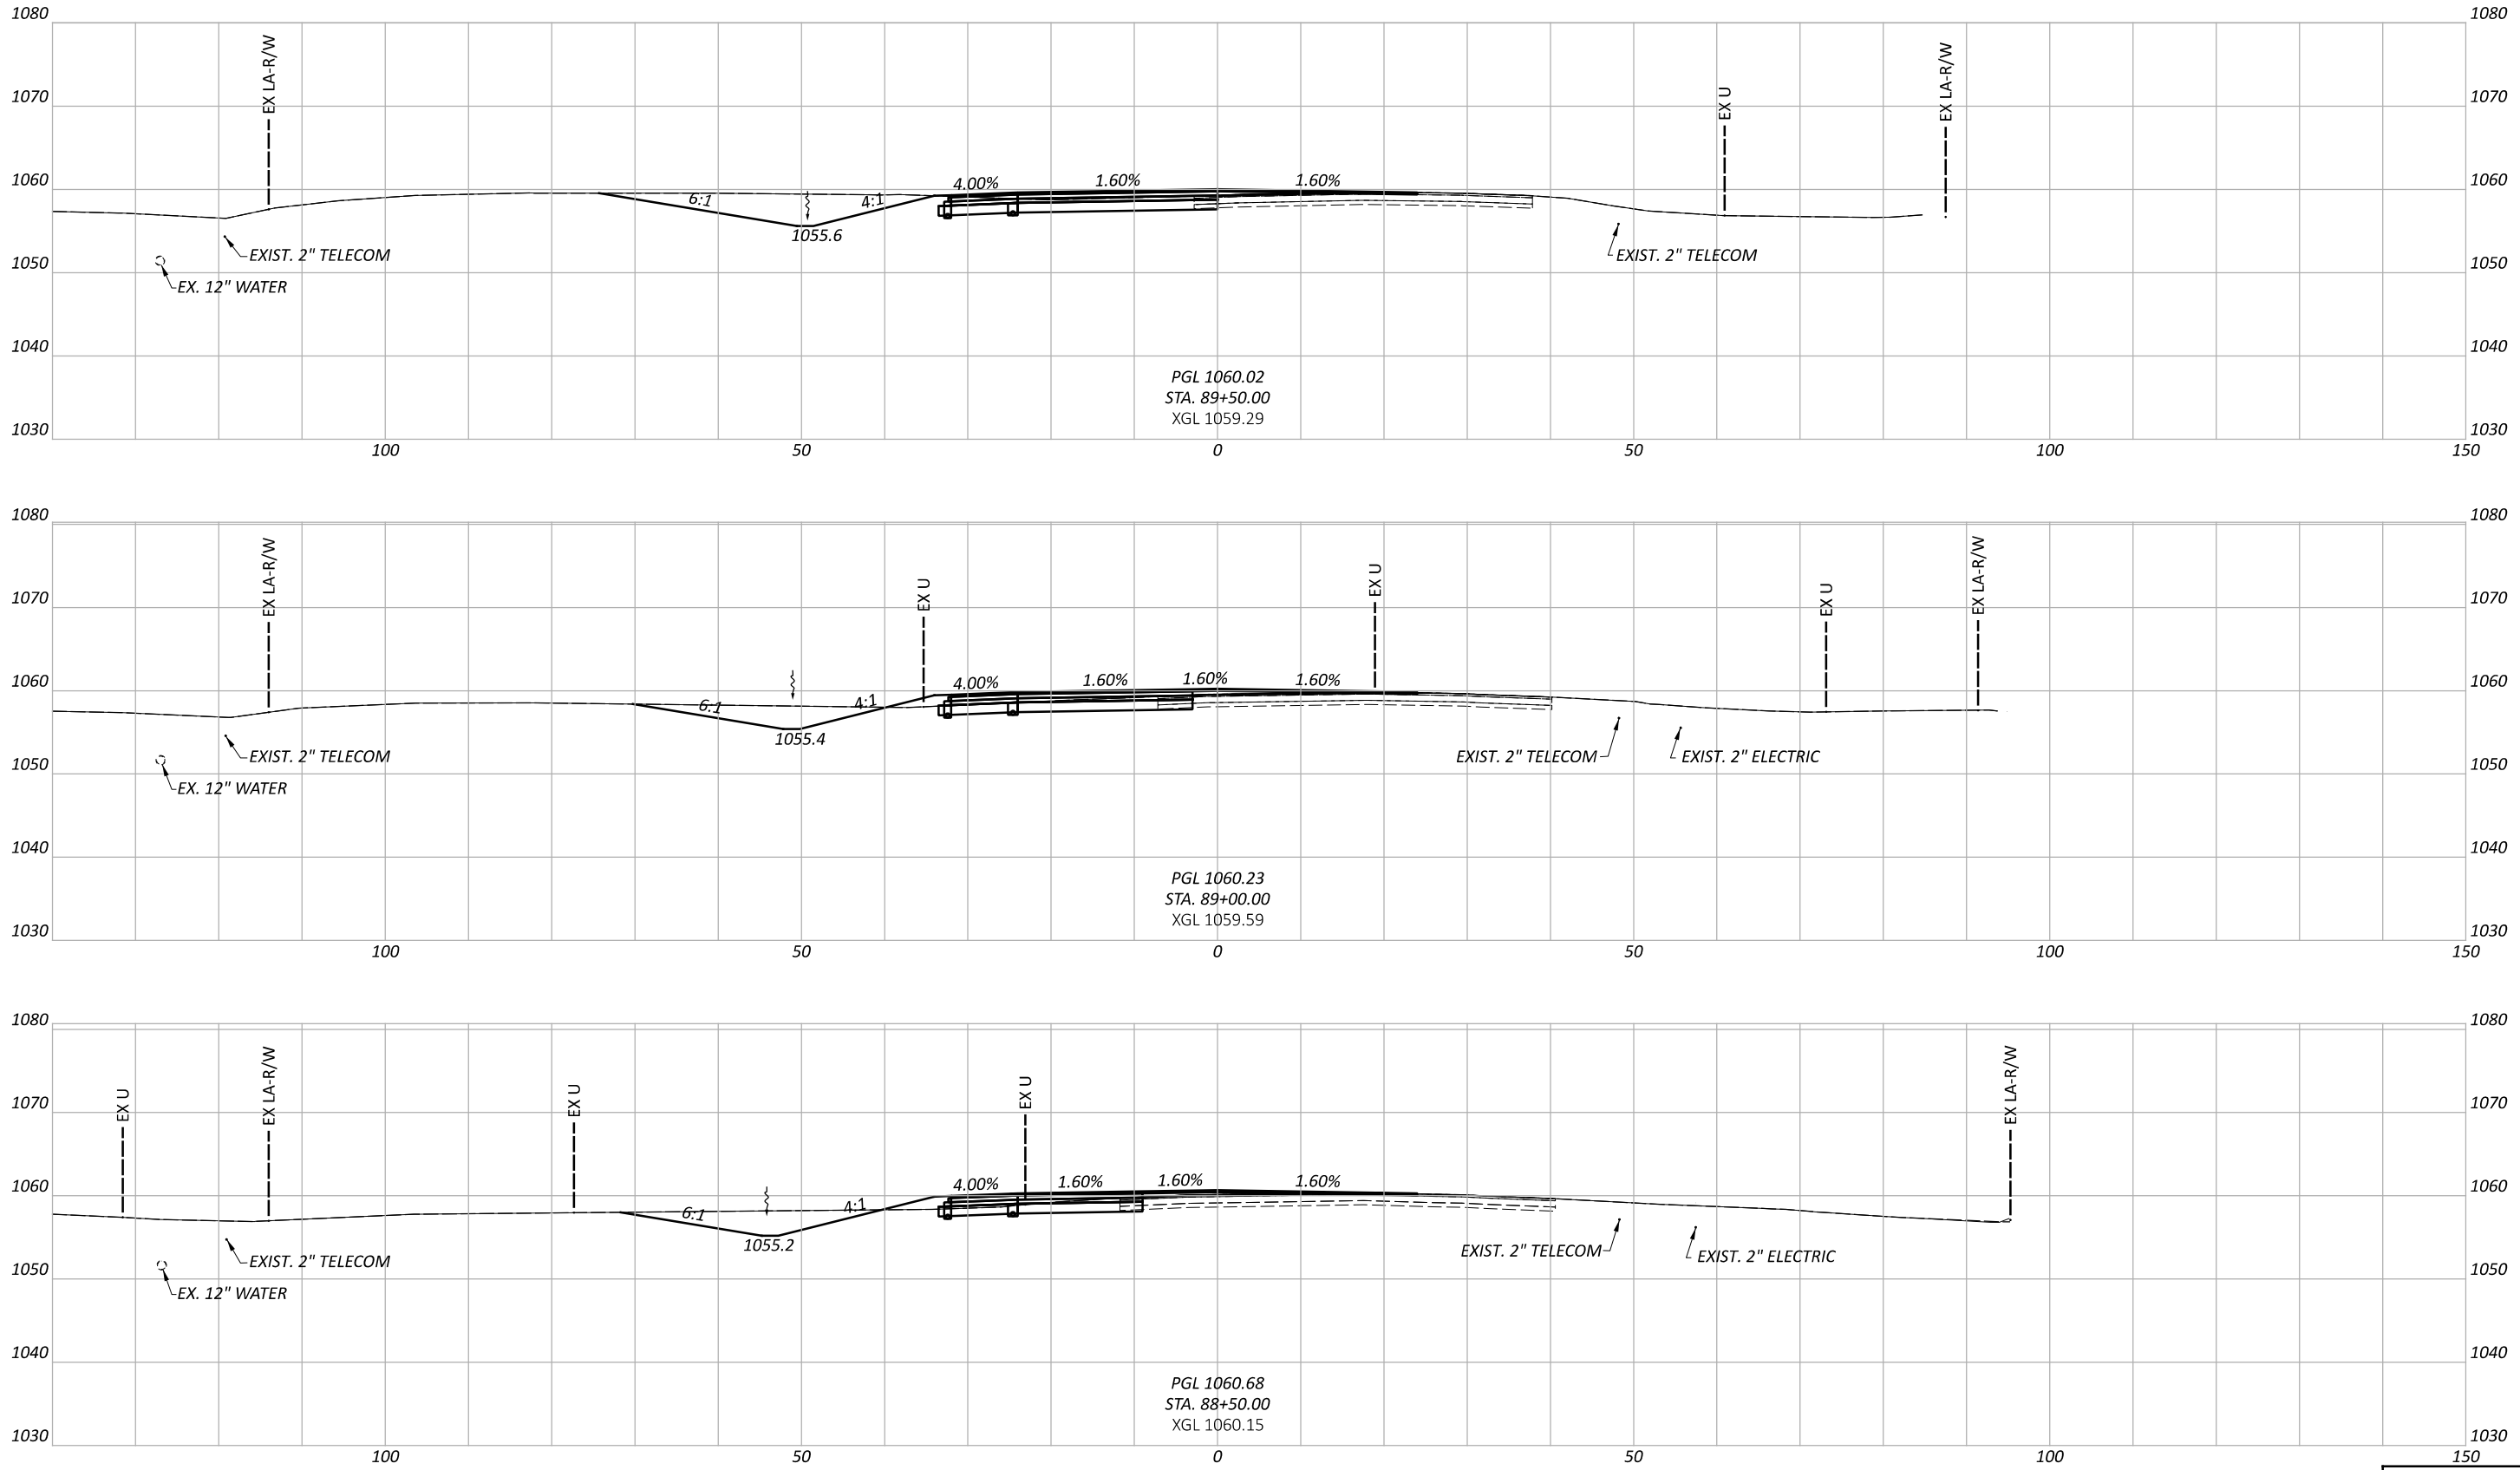 1080 1080
EX LA-R/W EX LA-R/W
EX U
1070 1070
1060 4.00% 1.60% 1.60% 1060
6:1 4:1
1055.6
EXIST. 2" TELECOM EXIST. 2" TELECOM
1050 1050
EX. 12" WATER
1040 1040
PGL 1060.02
STA. 89+50.00
XGL 1059.29
1030 1030
100 50 0 50 100 150
1080 1080
EX LA-R/W EX U EX U EX U EX LA-R/W
1070 1070
1060 4.00% 1.60% 1.60% 1.60% 1060
6:1 4:1
1055.4
EXIST. 2" TELECOM EXIST. 2" TELECOM EXIST. 2" ELECTRIC
1050 1050
EX. 12" WATER
1040 1040
PGL 1060.23
STA. 89+00.00
XGL 1059.59
1030 1030
100 50 0 50 100 150
1080 1080
EX U EX LA-R/W EX U EX U EX LA-R/W
1070 1070
1060 4.00% 1.60% 1.60% 1.60% 1060
6:1 4:1
1055.2
EXIST. 2" TELECOM EXIST. 2" TELECOM EXIST. 2" ELECTRIC
1050 1050
EX. 12" WATER
1040 1040
PGL 1060.68
STA. 88+50.00
XGL 1060.15
1030 1030
100 50 0 50 100 150